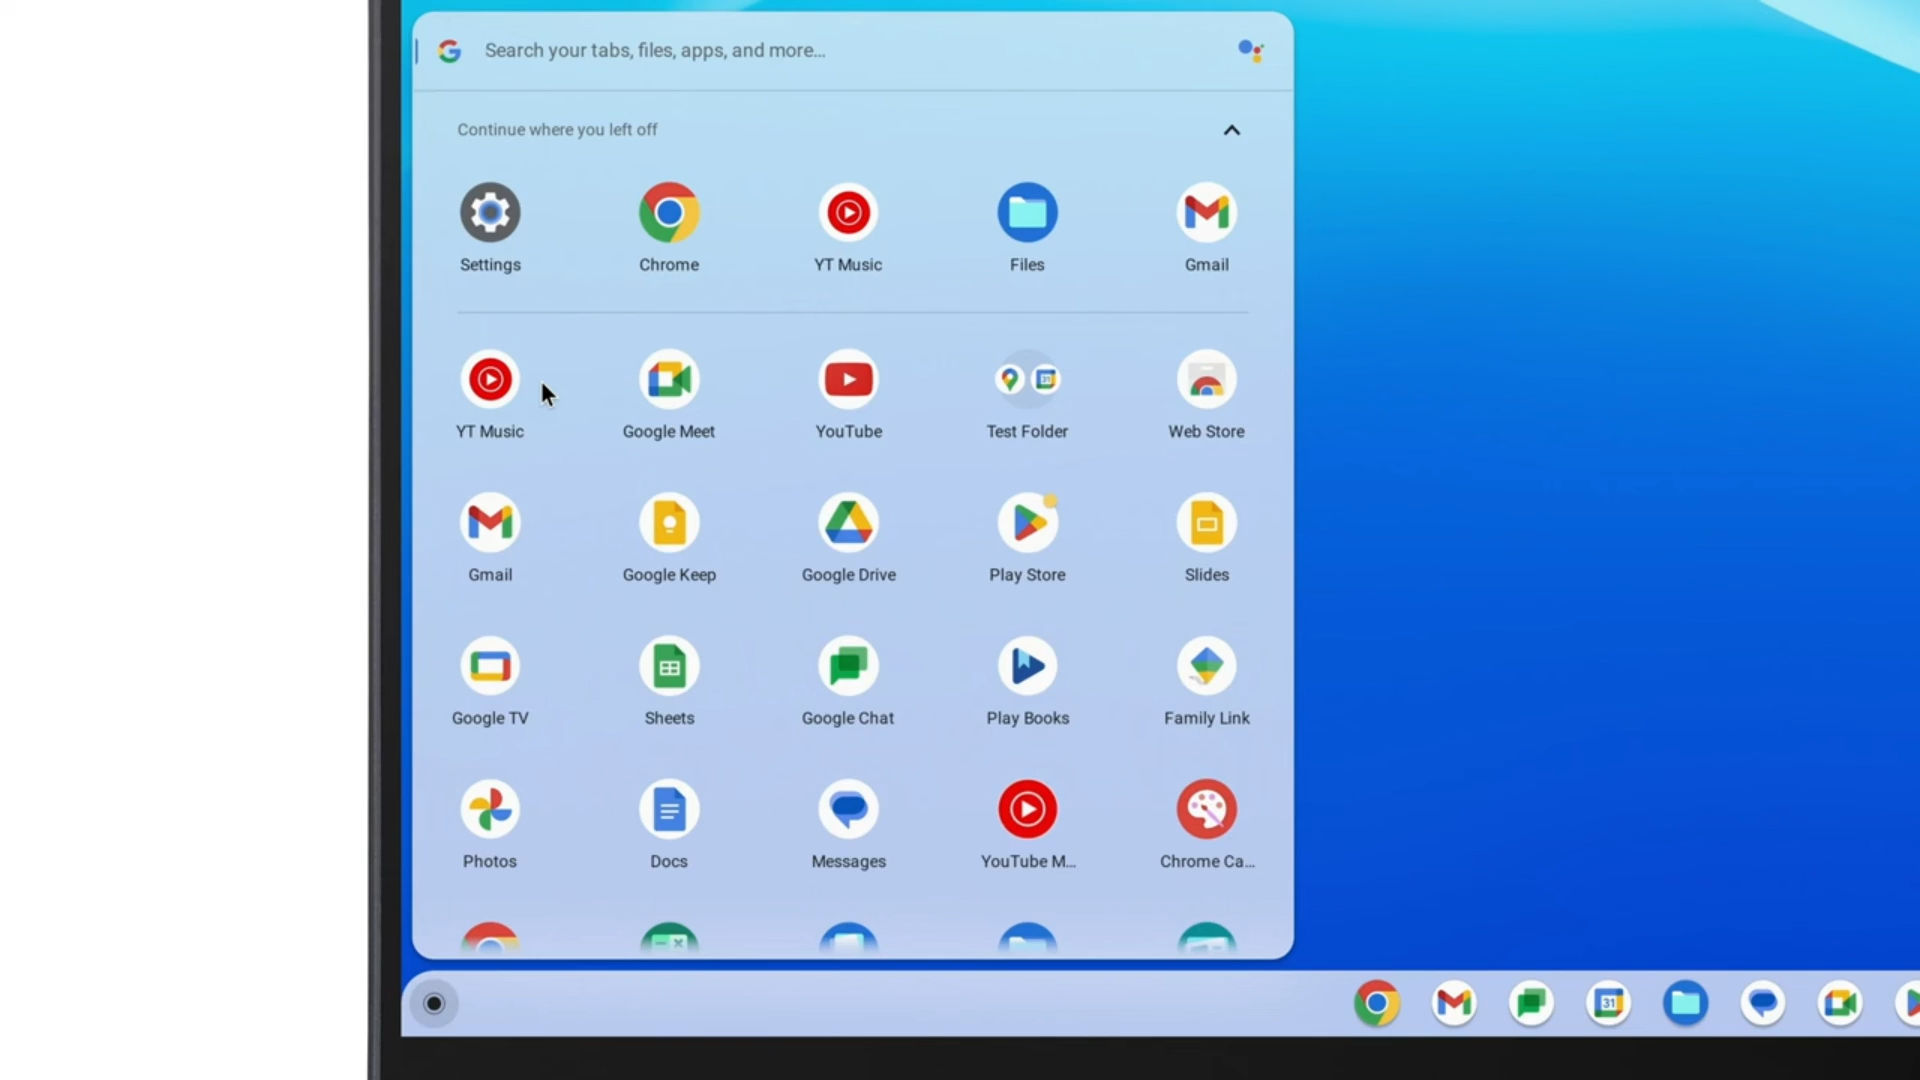 Search your tabs, files, apps, and more...
Continue where you left off
Settings Chrome YT Music Files Gmail
YT Music Google Meet YouTube Test Folder Web Store
Gmail Google Keep Google Drive Play Store Slides
Google TV Sheets Google Chat Play Books Family Link
Photos Docs Messages YouTube M... Chrome Ca...
31
31